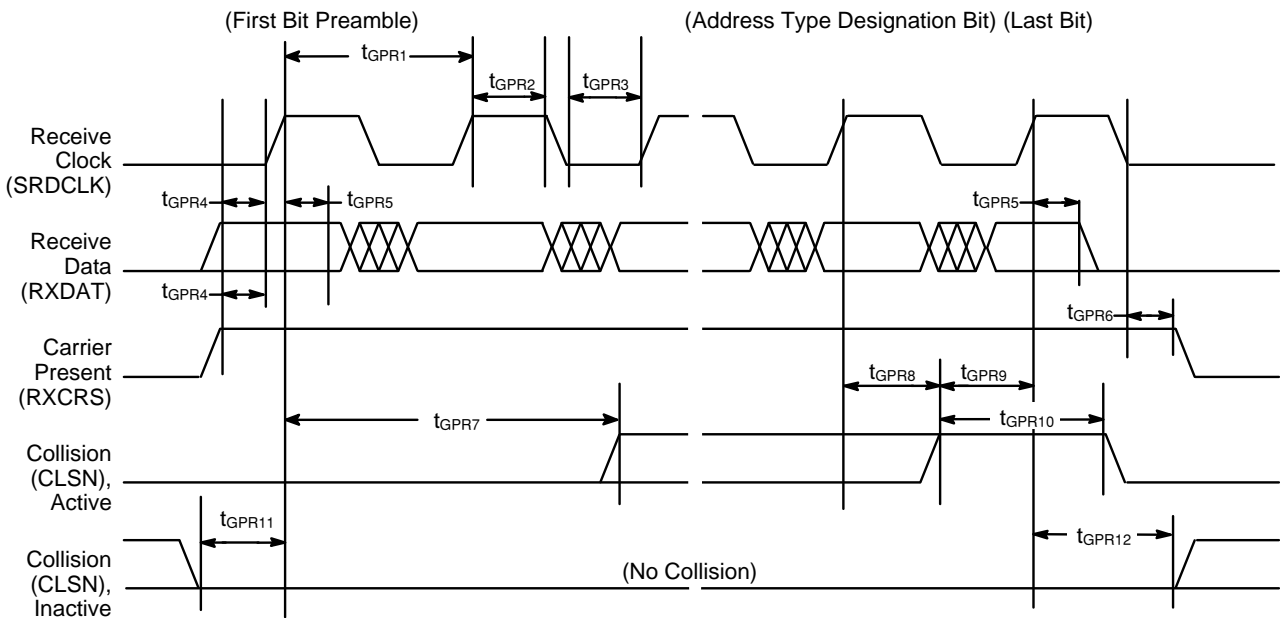 (First Bit Preamble)
(Address Type Designation Bit) (Last Bit)
tGPR1
tGPR2
tGPR3
Receive
Clock
(SRDCLK)
tGPR4
tGPR5
tGPR5
Receive
Data
(RXDAT)
tGPR4
tGPR6
Carrier
Present
(RXCRS)
tGPR8
tGPR9
tGPR7
tGPR10
Collision
(CLSN),
Active
tGPR11
tGPR12
Collision
(CLSN),
Inactive
(No Collision)